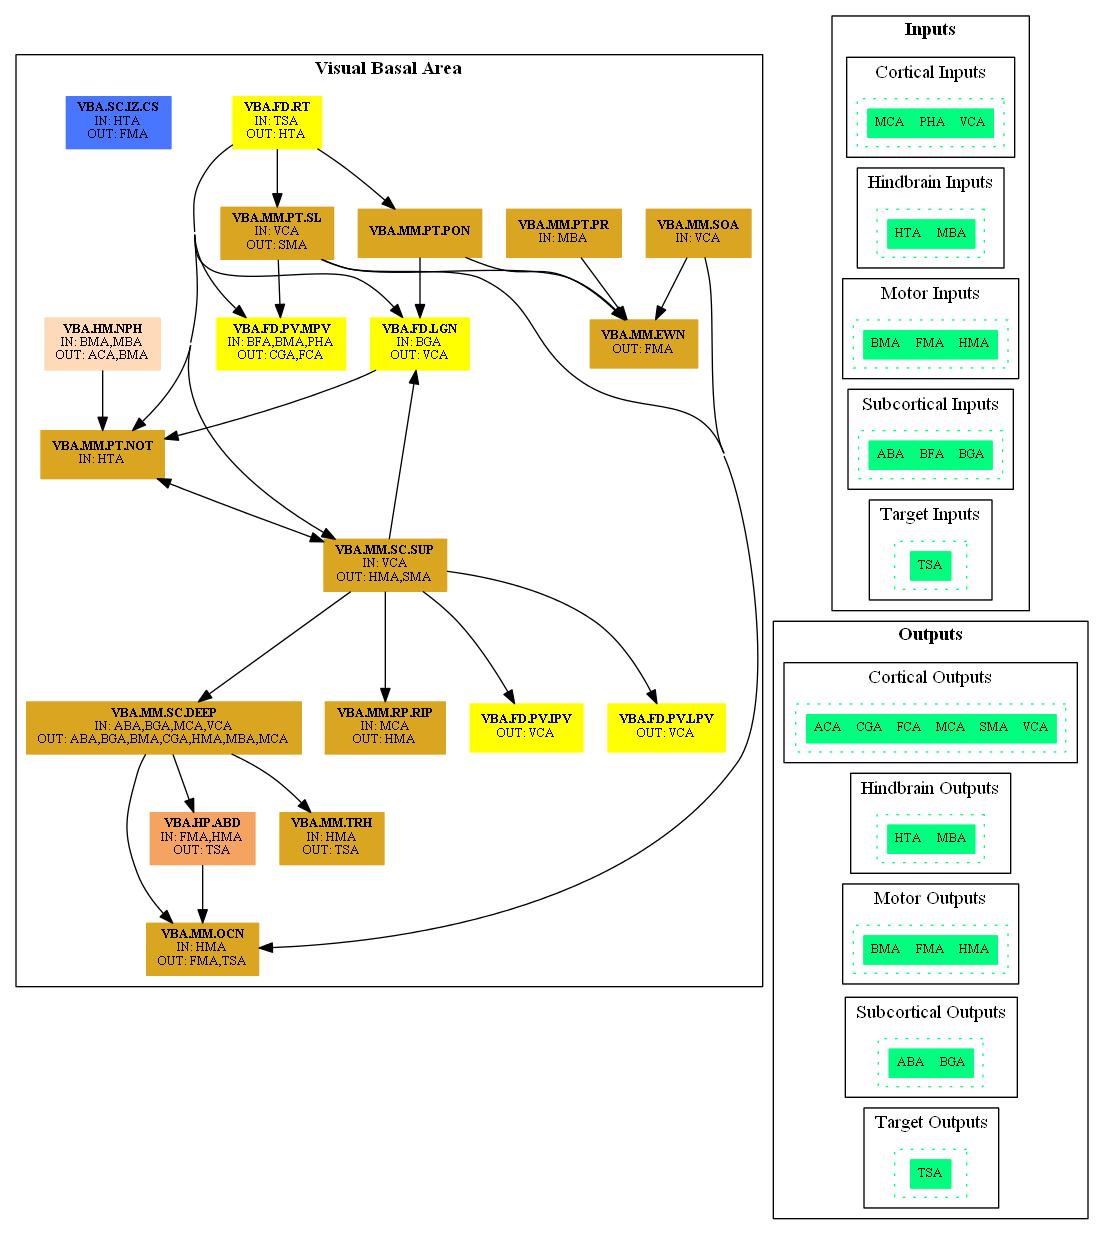 Visual Basal Area
VBA.SC.IZ.CS
IN: HTA
OUT: FMA
VBA.FD.RT
IN: TSA
OUT: HTA
VBA.MM.PT.SL
IN: VCA
OUT: SMA
VBA.MM.PT.PON
VBA.MM.PT.PR
IN: MBA
VBA.MM.SOA
IN: VCA
VBA.HM.NPH
IN: BMA,MBA
OUT: ACA,BMA
VBA.FD.PV.MPV
IN: BFA,BMA,PHA
OUT: CGA,FCA
VBA.FD.LGN
IN: BGA
OUT: VCA
VBA.MM.EWN
OUT: FMA
VBA.MM.PT.NOT
IN: HTA
VBA.MM.SC.SUP
IN: VCA
OUT: HMA,SMA
VBA.MM.SC.DEEP
IN: ABA,BGA,MCA,VCA
OUT: ABA,BGA,BMA,CGA,HMA,MBA,MCA
VBA.MM.RP.RIP
IN: MCA
OUT: HMA
VBA.FD.PV.IPV
OUT: VCA
VBA.FD.PV.LPV
OUT: VCA
VBA.HP.ABD
IN: FMA,HMA
OUT: TSA
VBA.MM.TRH
IN: HMA
OUT: TSA
VBA.MM.OCN
IN: HMA
OUT: FMA,TSA
Inputs
Cortical Inputs
MCA PHA VCA
Hindbrain Inputs
HTA MBA
Motor Inputs
BMA FMA HMA
Subcortical Inputs
ABA BFA BGA
Target Inputs
TSA
Outputs
Cortical Outputs
ACA CGA FCA MCA SMA VCA
Hindbrain Outputs
HTA MBA
Motor Outputs
BMA FMA HMA
Subcortical Outputs
ABA BGA
Target Outputs
TSA